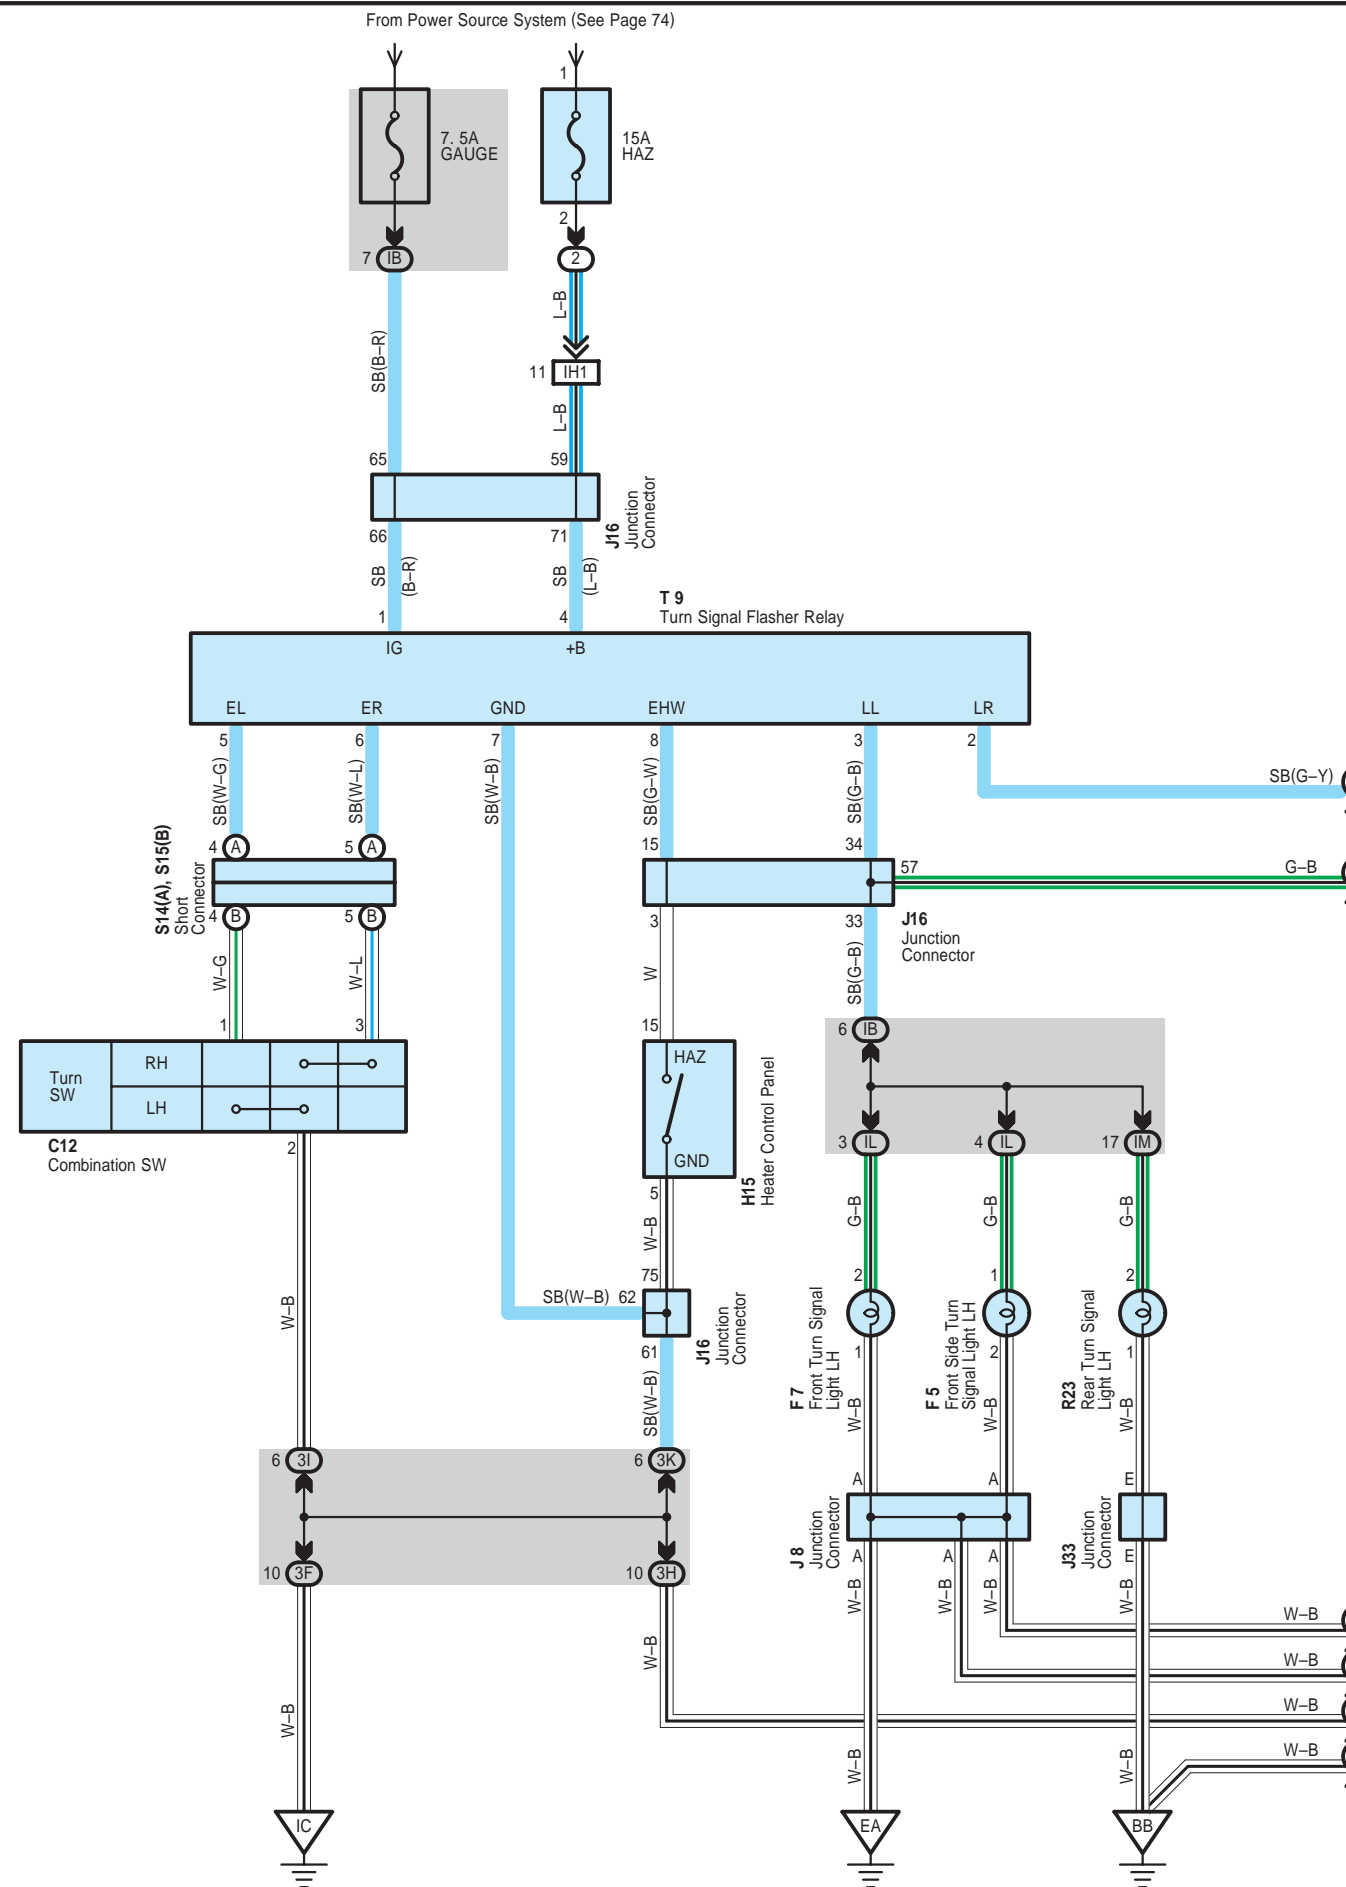 From Power Source System (See Page 74)
1
7. 5A
GAUGE
15A
HAZ
2
7 IB
2
L–B
SB(B–R)
11 IH1
L–B
65
59
J16
Junction
Connector
66
71
SB
(B–R)
SB
(L–B)
T 9
Turn Signal Flasher Relay
1
4
IG
+B
EL
ER
GND
EHW
LL
LR
5
6
7
8
3
2
SB(W–G)
SB(W–L)
SB(W–B)
SB(G–W)
SB(G–B)
SB(G–Y)
S14(A), S15(B)
Short
Connector
4 A
5 A
15
34
57
G–B
4 B
5 B
3
33
J16
Junction
Connector
W–G
W–L
W
SB(G–B)
1
3
15
6 IB
Turn
SW
RH
LH
HAZ
GND
C12
Combination SW
2
H15
Heater Control Panel
3 IL
4 IL
17 IM
5
W–B
G–B
G–B
G–B
75
2
1
2
SB(W–B) 62
W–B
J16
Junction
Connector
61
F 7
Front Turn Signal
Light LH
1
F 5
Front Side Turn
Signal Light LH
2
R23
Rear Turn Signal
Light LH
1
SB(W–B)
W–B
W–B
W–B
6 3I
6 3K
A
A
E
J 8
Junction
Connector
J33
Junction
Connector
A
A
A
E
10 3F
10 3H
W–B
W–B
W–B
W–B
W–B
W–B
W–B
W–B
W–B
W–B
W–B
W–B
IC
EA
BB